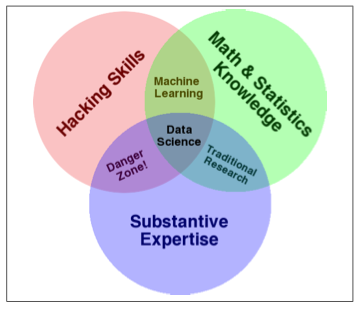 Hacking Skills
Math & Statistics
Knowledge
Machine
Learning
Data
Science
Danger
Zone!
Traditional
Research
Substantive
Expertise